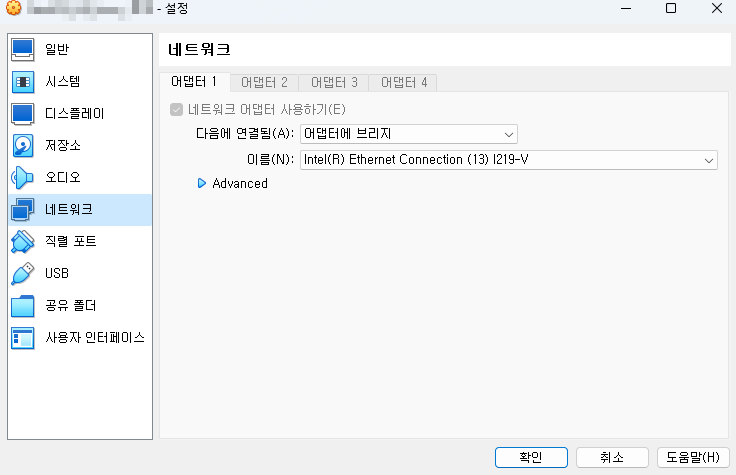 - 설정
일반
시스템
디스플레이
저장소
오디오
네트워크
직렬 포트
USB
공유 폴더
사용자 인터페이스
네트워크
어댑터 1 어댑터 2 어댑터 3 어댑터 4
네트워크 어댑터 사용하기(E)
다음에 연결됨(A): 어댑터에 브리지
이름(N): Intel(R) Ethernet Connection (13) I219-V
Advanced
확인 취소 도움말(H)